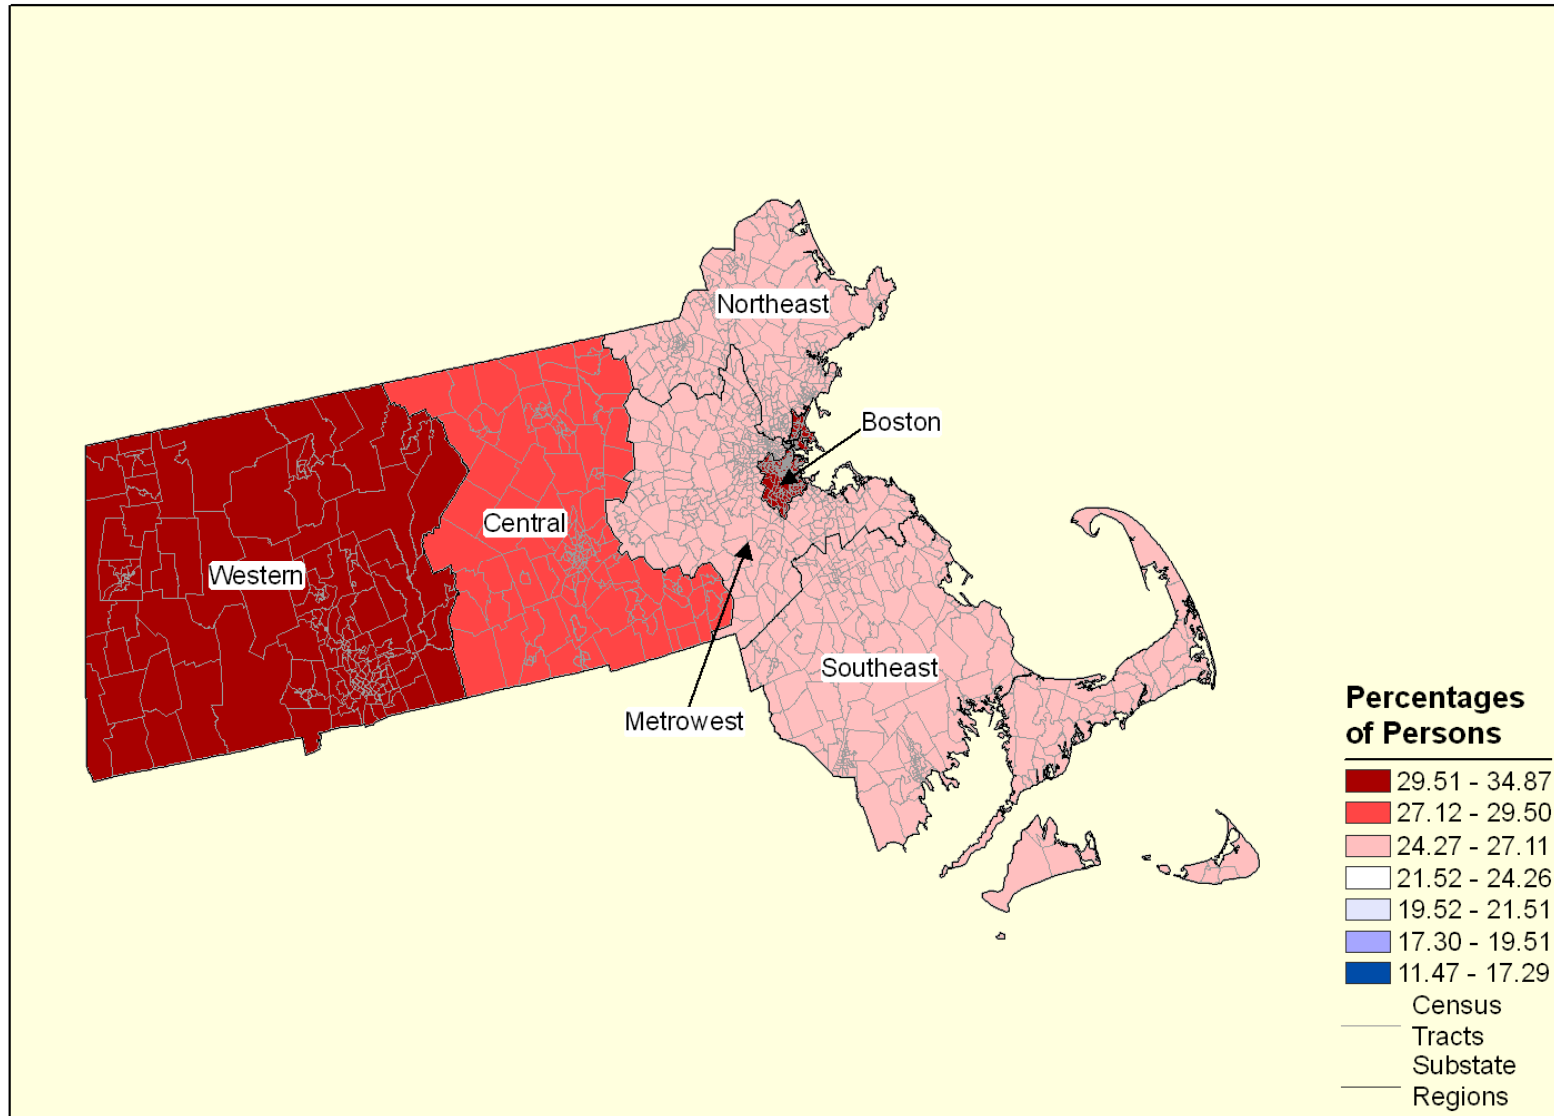 Northeast
Boston
Central
Western
Southeast
Metrowest
Percentages
of Persons
29.51 - 34.87
27.12 - 29.50
24.27 - 27.11
21.52 - 24.26
19.52 - 21.51
17.30 - 19.51
11.47 - 17.29
Census
Tracts
Substate
Regions